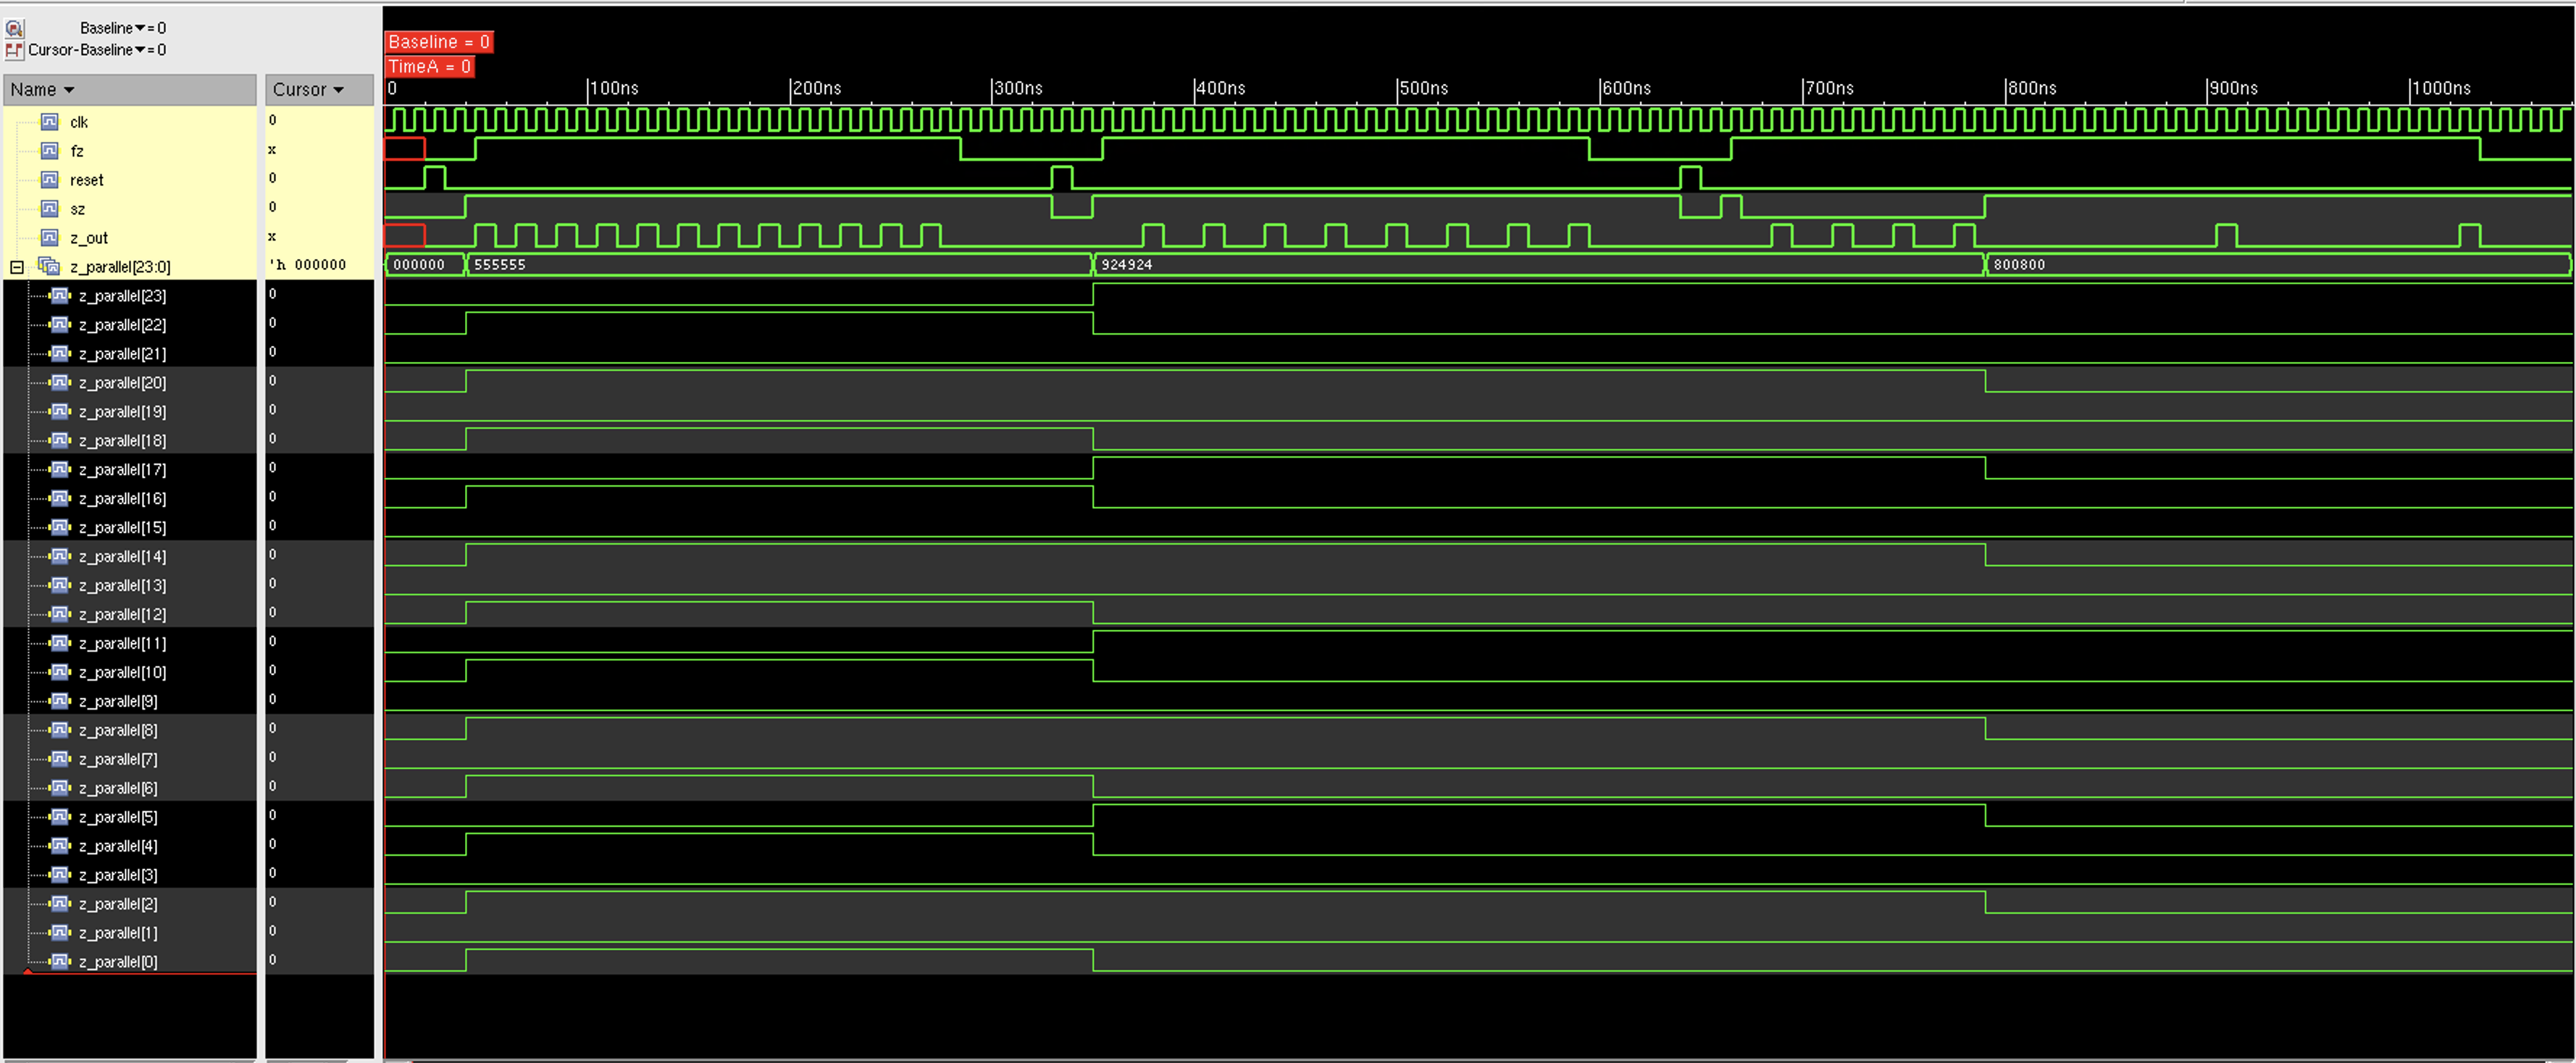 Baseline▼=0
Cursor-Baseline▼=0
Baseline = 0
TimeA = 0
Name ▼ Cursor ▼ 0 100ns 200ns 300ns 400ns 500ns 600ns 700ns 800ns 900ns 1000ns
clk 0
fz x
reset 0
sz 0
z_out x
z_parallel[23:0] 'h 000000 000000 555555 924924 800800
z_parallel[23] 0
z_parallel[22] 0
z_parallel[21] 0
z_parallel[20] 0
z_parallel[19] 0
z_parallel[18] 0
z_parallel[17] 0
z_parallel[16] 0
z_parallel[15] 0
z_parallel[14] 0
z_parallel[13] 0
z_parallel[12] 0
z_parallel[11] 0
z_parallel[10] 0
z_parallel[9] 0
z_parallel[8] 0
z_parallel[7] 0
z_parallel[6] 0
z_parallel[5] 0
z_parallel[4] 0
z_parallel[3] 0
z_parallel[2] 0
z_parallel[1] 0
z_parallel[0] 0